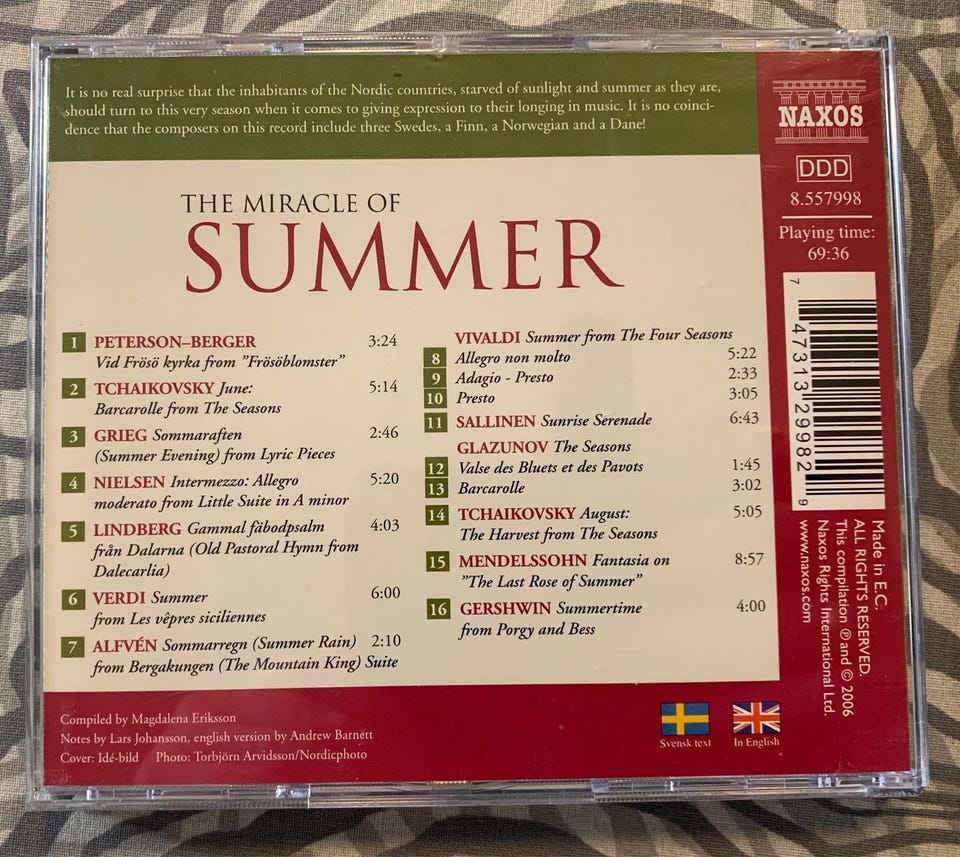 It is no real surprise that the inhabitants of the Nordic countries, starved of sunlight and summer as they are,
should turn to this very season when it comes to giving expression to their longing in music. It is no coinci-
dence that the composers on this record include three Swedes, a Finn, a Norwegian and a Dane!
THE MIRACLE OF
SUMMER
1 PETERSON–BERGER 3:24
Vid Frösö kyrka from ”Frösöblomster”
2 TCHAIKOVSKY June: 5:14
Barcarolle from The Seasons
3 GRIEG Sommaraften 2:46
(Summer Evening) from Lyric Pieces
4 NIELSEN Intermezzo: Allegro 5:20
moderato from Little Suite in A minor
5 LINDBERG Gammal fäbodpsalm 4:03
från Dalarna (Old Pastoral Hymn from
Dalecarlia)
6 VERDI Summer 6:00
from Les vêpres siciliennes
7 ALFVÉN Sommarregn (Summer Rain) 2:10
from Bergakungen (The Mountain King) Suite
VIVALDI Summer from The Four Seasons
8 Allegro non molto 5:22
9 Adagio - Presto 2:33
10 Presto 3:05
11 SALLINEN Sunrise Serenade 6:43
GLAZUNOV The Seasons
12 Valse des Bluets et des Pavots 1:45
13 Barcarolle 3:02
14 TCHAIKOVSKY August: 5:05
The Harvest from The Seasons
15 MENDELSSOHN Fantasia on 8:57
”The Last Rose of Summer”
16 GERSHWIN Summertime 4:00
from Porgy and Bess
NAXOS
DDD
8.557998
Playing time:
69:36
7 47313 29982 9
Made in E.C.
ALL RIGHTS RESERVED.
This compilation ℗ and © 2006
Naxos Rights International Ltd.
www.naxos.com
Compiled by Magdalena Eriksson
Notes by Lars Johansson, english version by Andrew Barnett
Cover: Idé-bild Photo: Torbjörn Arvidsson/Nordicphoto
Svensk text
In English